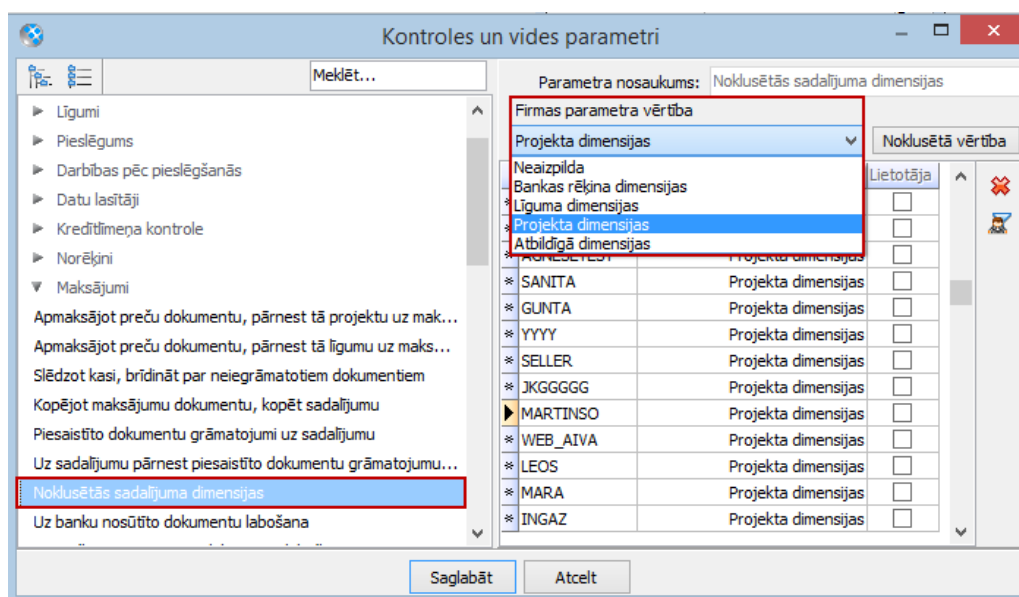 Kontroles un vides parametri
Meklēt...
Līgumi
Pieslēgums
Darbības pēc pieslēgšanās
Datu lasītāji
Kredītlīmeņa kontrole
Norēķini
Maksājumi
Apmaksājot preču dokumentu, pārnest tā projektu uz mak...
Apmaksājot preču dokumentu, pārnest tā līgumu uz maks...
Slēdzot kasi, brīdināt par neiegrāmatotiem dokumentiem
Kopējot maksājumu dokumentu, kopēt sadalījumu
Piesaistīto dokumentu grāmatojumi uz sadalījumu
Uz sadalījumu pārnest piesaistīto dokumentu grāmatojumu...
Noklusētās sadalījuma dimensijas
Uz banku nosūtīto dokumentu labošana
Parametra nosaukums: Noklusētās sadalījuma dimensijas
Firmas parametra vērtība
Projekta dimensijas Noklusētā vērtība
Lietotāja
Neaizpilda
Bankas rēķina dimensijas
Līguma dimensijas
Projekta dimensijas
Atbildīgā dimensijas
AGNESETEST Projekta dimensijas
SANITA Projekta dimensijas
GUNTA Projekta dimensijas
YYYY Projekta dimensijas
SELLER Projekta dimensijas
JKGGGGG Projekta dimensijas
MARTINSO Projekta dimensijas
WEB_AIVA Projekta dimensijas
LEOS Projekta dimensijas
MARA Projekta dimensijas
INGAZ Projekta dimensijas
Saglabāt Atcelt